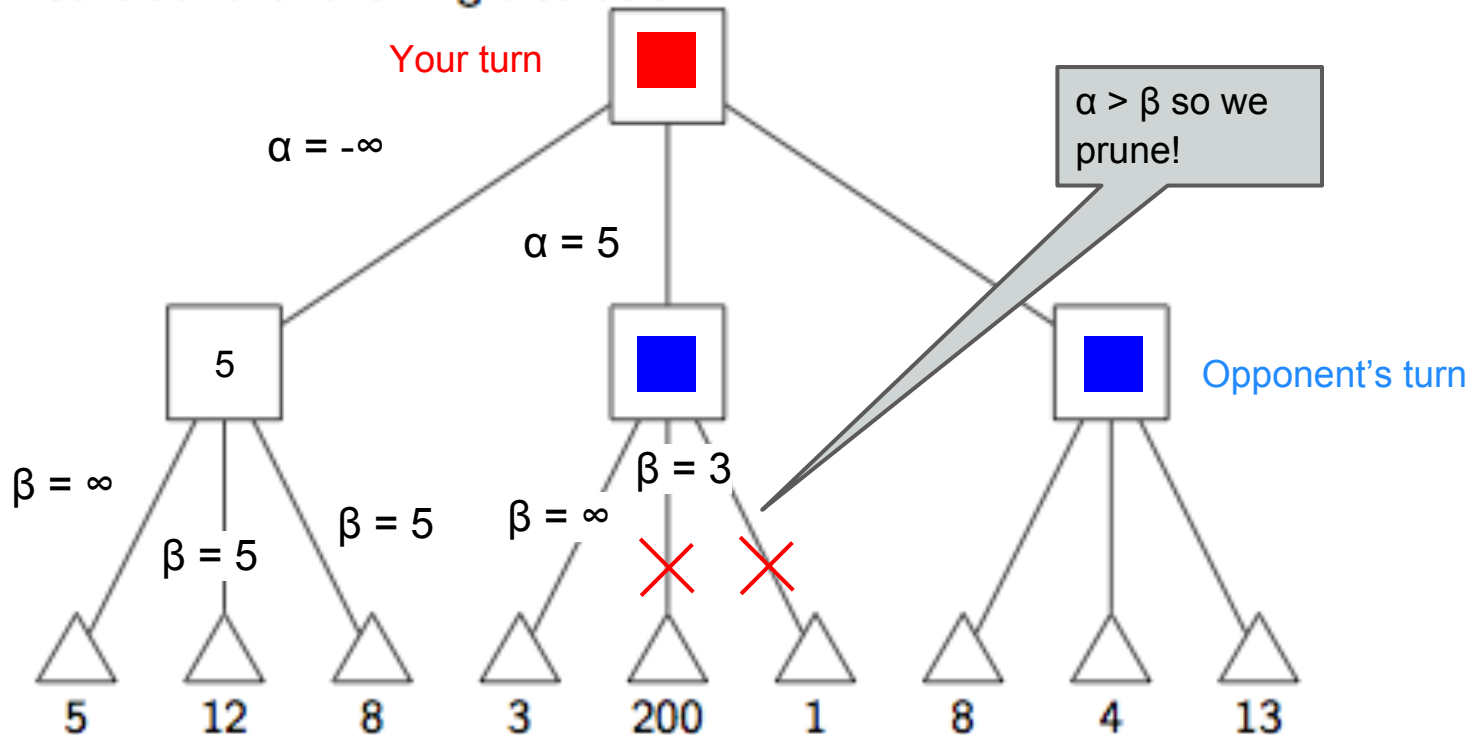 Your turn
α > β so we
prune!
α = -∞
α = 5
5
Opponent's turn
β = ∞
β = 5
β = 5
β = ∞
β = 3
5 12 8 3 200 1 8 4 13